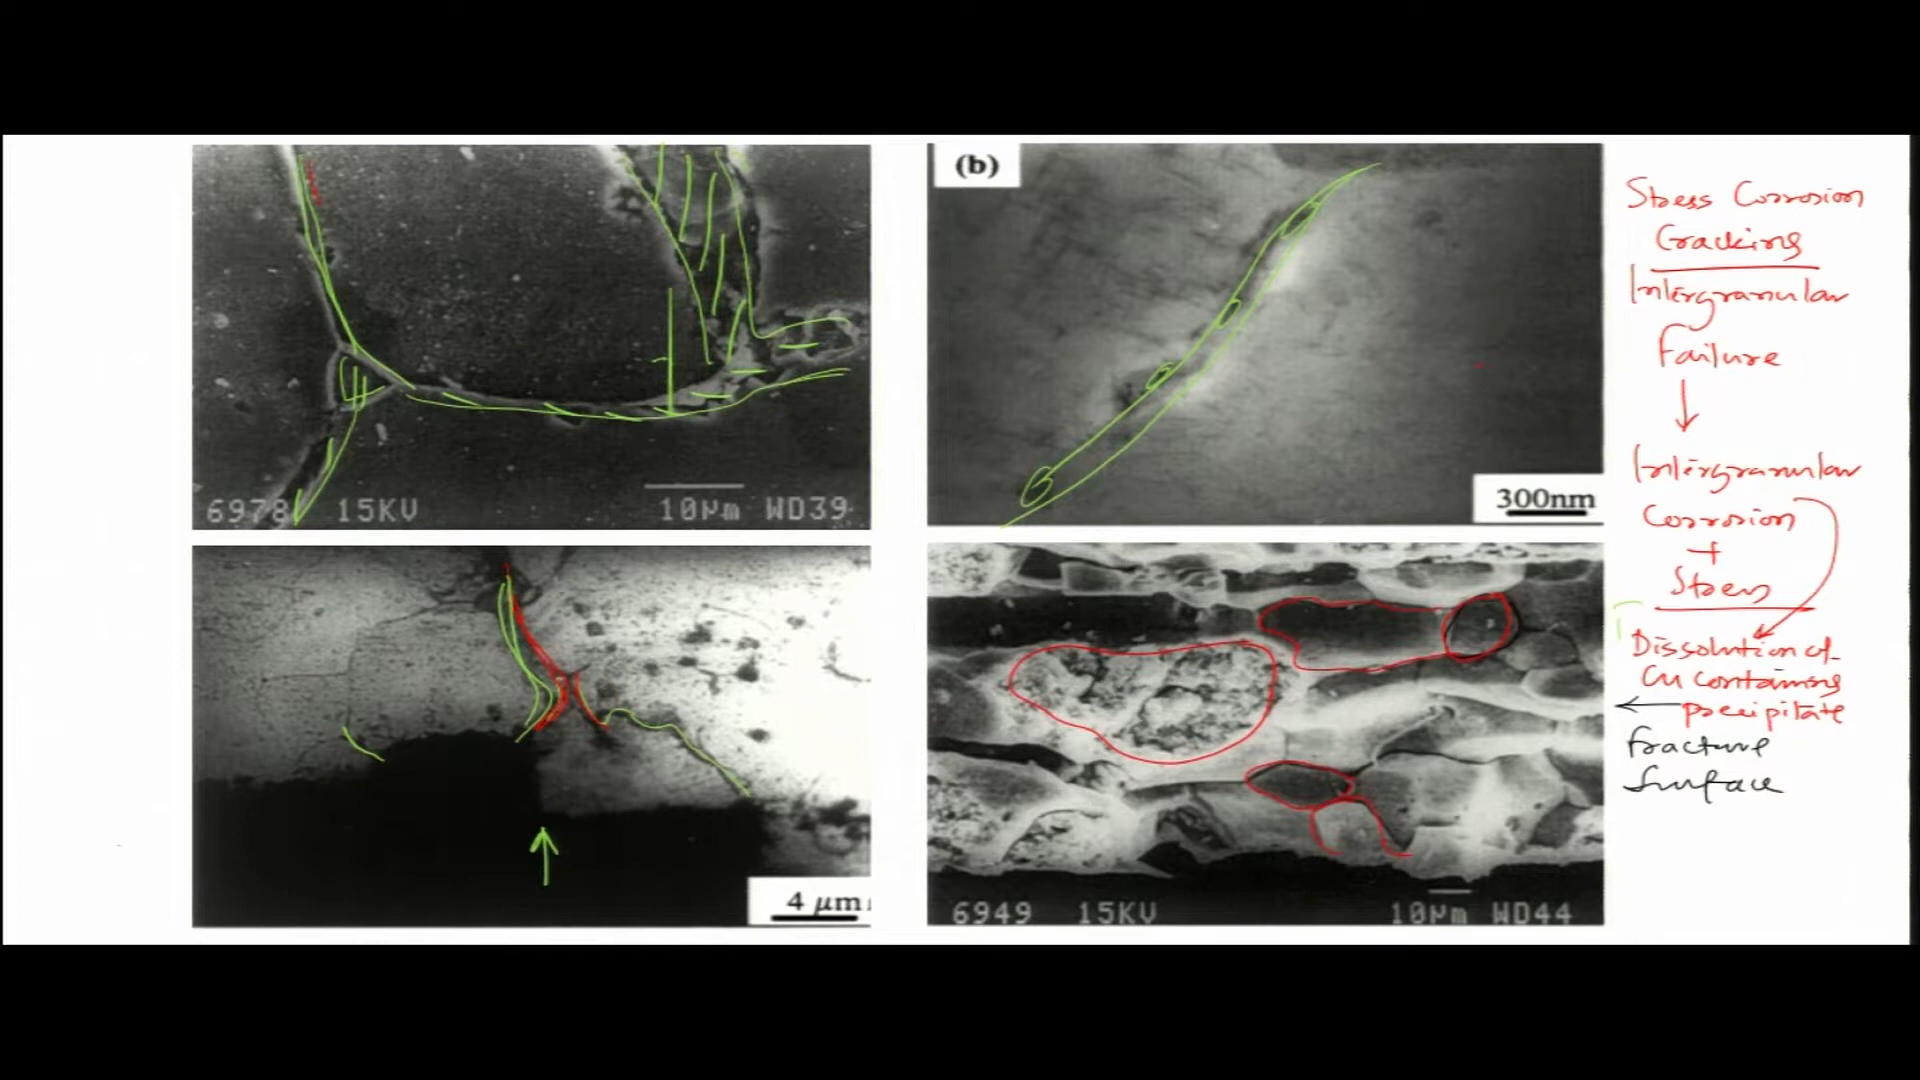 (b)
6978 15KV 10µm WD39
300nm
4 µm
6949 15KV 10µm WD44
Stress Corrosion
Cracking
Intergranular
Failure
Intergranular
Corrosion
+
Stress
Dissolution of
Cu containing
precipitate
Fracture
Surface